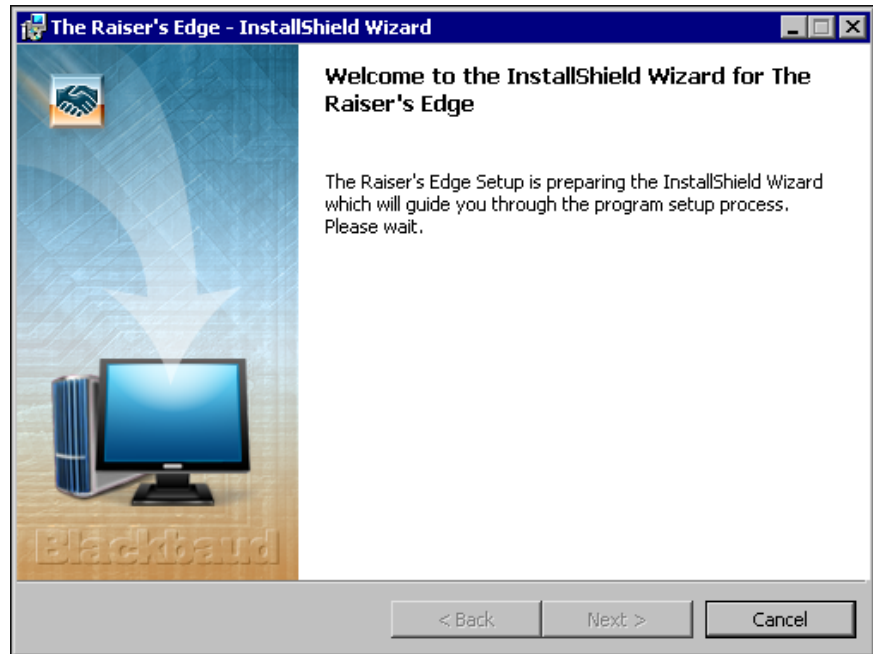 The Raiser's Edge - InstallShield Wizard
Welcome to the InstallShield Wizard for The
Raiser's Edge
The Raiser's Edge Setup is preparing the InstallShield Wizard
which will guide you through the program setup process.
Please wait.
Blackbaud
< Back
Next >
Cancel